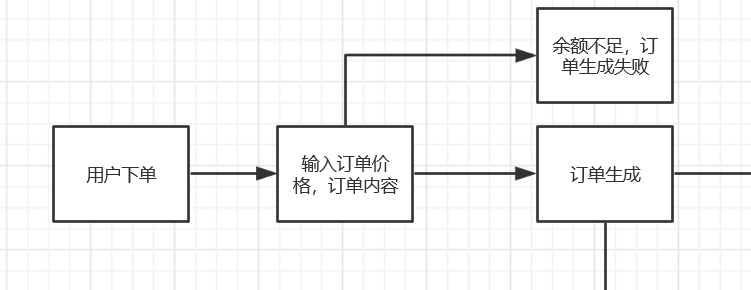 余额不足，订
单生成失败
用户下单
输入订单价
格，订单内容
订单生成